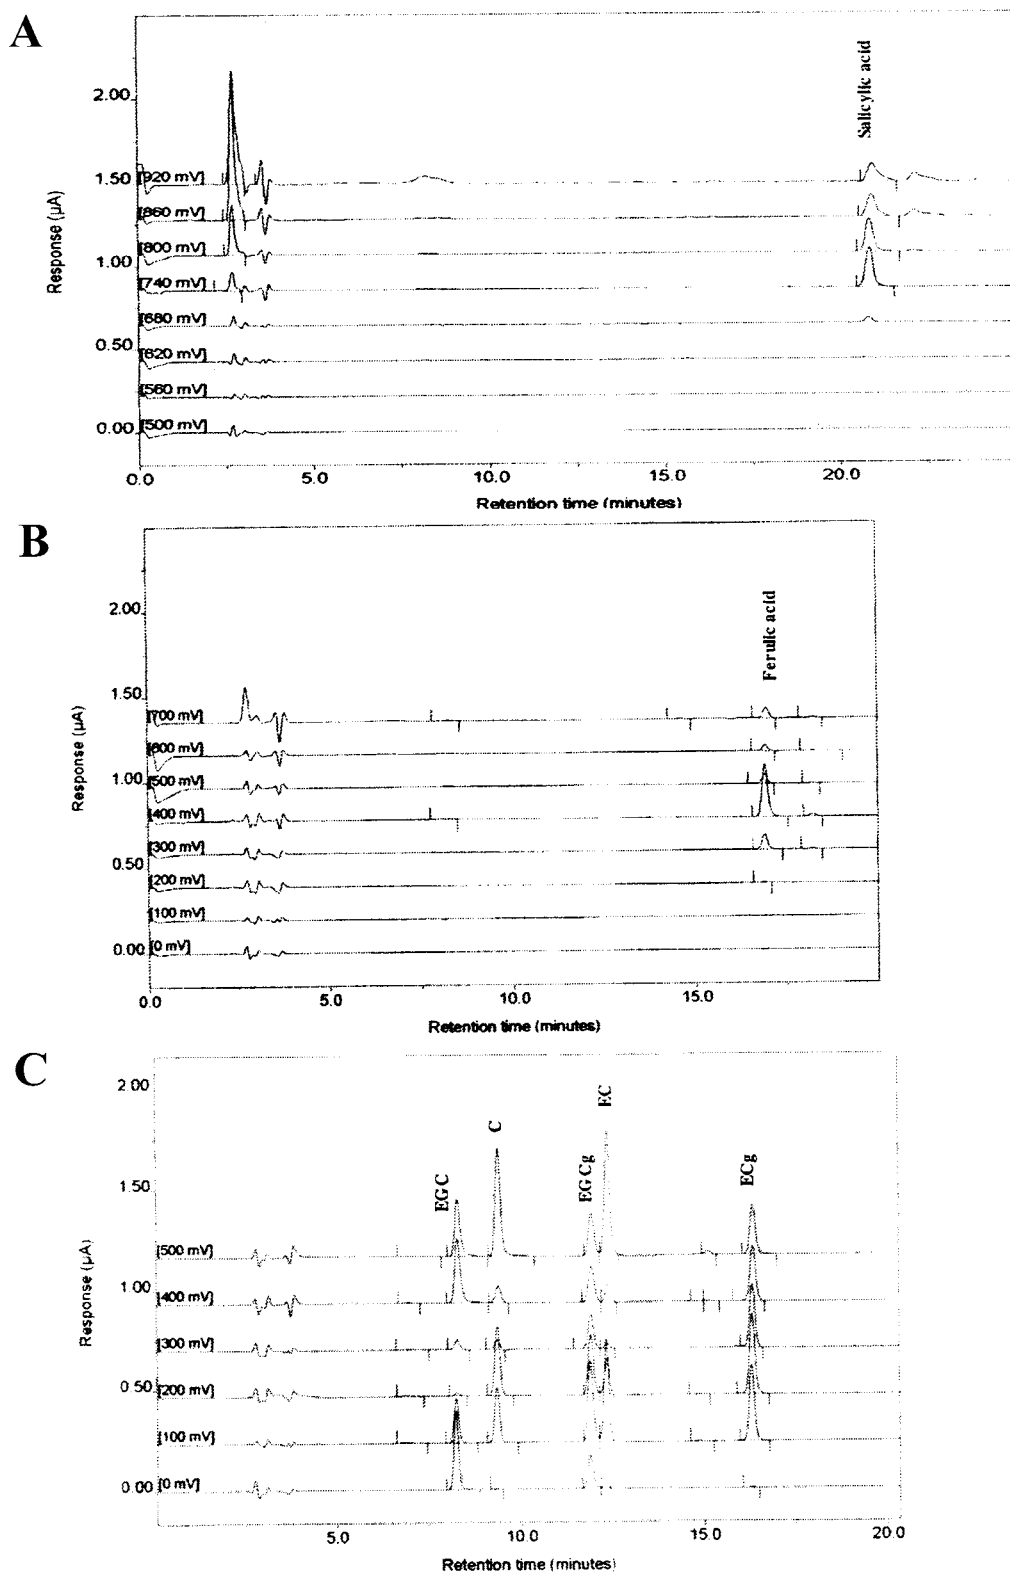 A
Salicylic acid
2.00
1.50
1.00
0.50
0.00
Response (µA)
[920 mV]
[860 mV]
[800 mV]
[740 mV]
[680 mV]
[620 mV]
[560 mV]
[500 mV]
0.0 5.0 10.0 15.0 20.0
Retention time (minutes)
B
Ferulic acid
2.00
1.50
1.00
0.50
0.00
Response (µA)
[700 mV]
[600 mV]
[500 mV]
[400 mV]
[300 mV]
[200 mV]
[100 mV]
[0 mV]
0.0 5.0 10.0 15.0
Retention time (minutes)
C
EGC
C
EGCg
EC
ECg
2.00
1.50
1.00
0.50
0.00
Response (µA)
[500 mV]
[400 mV]
[300 mV]
[200 mV]
[100 mV]
[0 mV]
5.0 10.0 15.0 20.0
Retention time (minutes)